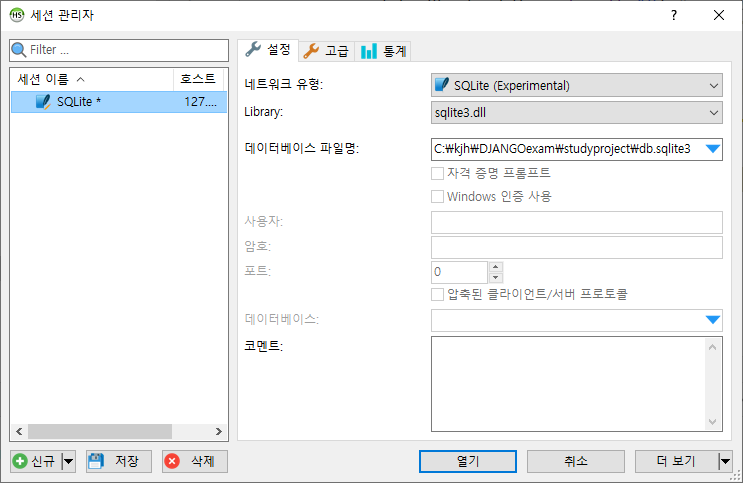 HS 세션 관리자
? ×
Filter ...
세션 이름 호스트
SQLite * 127....
설정 고급 통계
네트워크 유형: SQLite (Experimental)
Library: sqlite3.dll
데이터베이스 파일명: C:₩kjh₩DJANGOexam₩studyproject₩db.sqlite3
자격 증명 프롬프트
Windows 인증 사용
사용자:
암호:
포트: 0
압축된 클라이언트/서버 프로토콜
데이터베이스:
코멘트:
신규 저장 삭제 열기 취소 더 보기